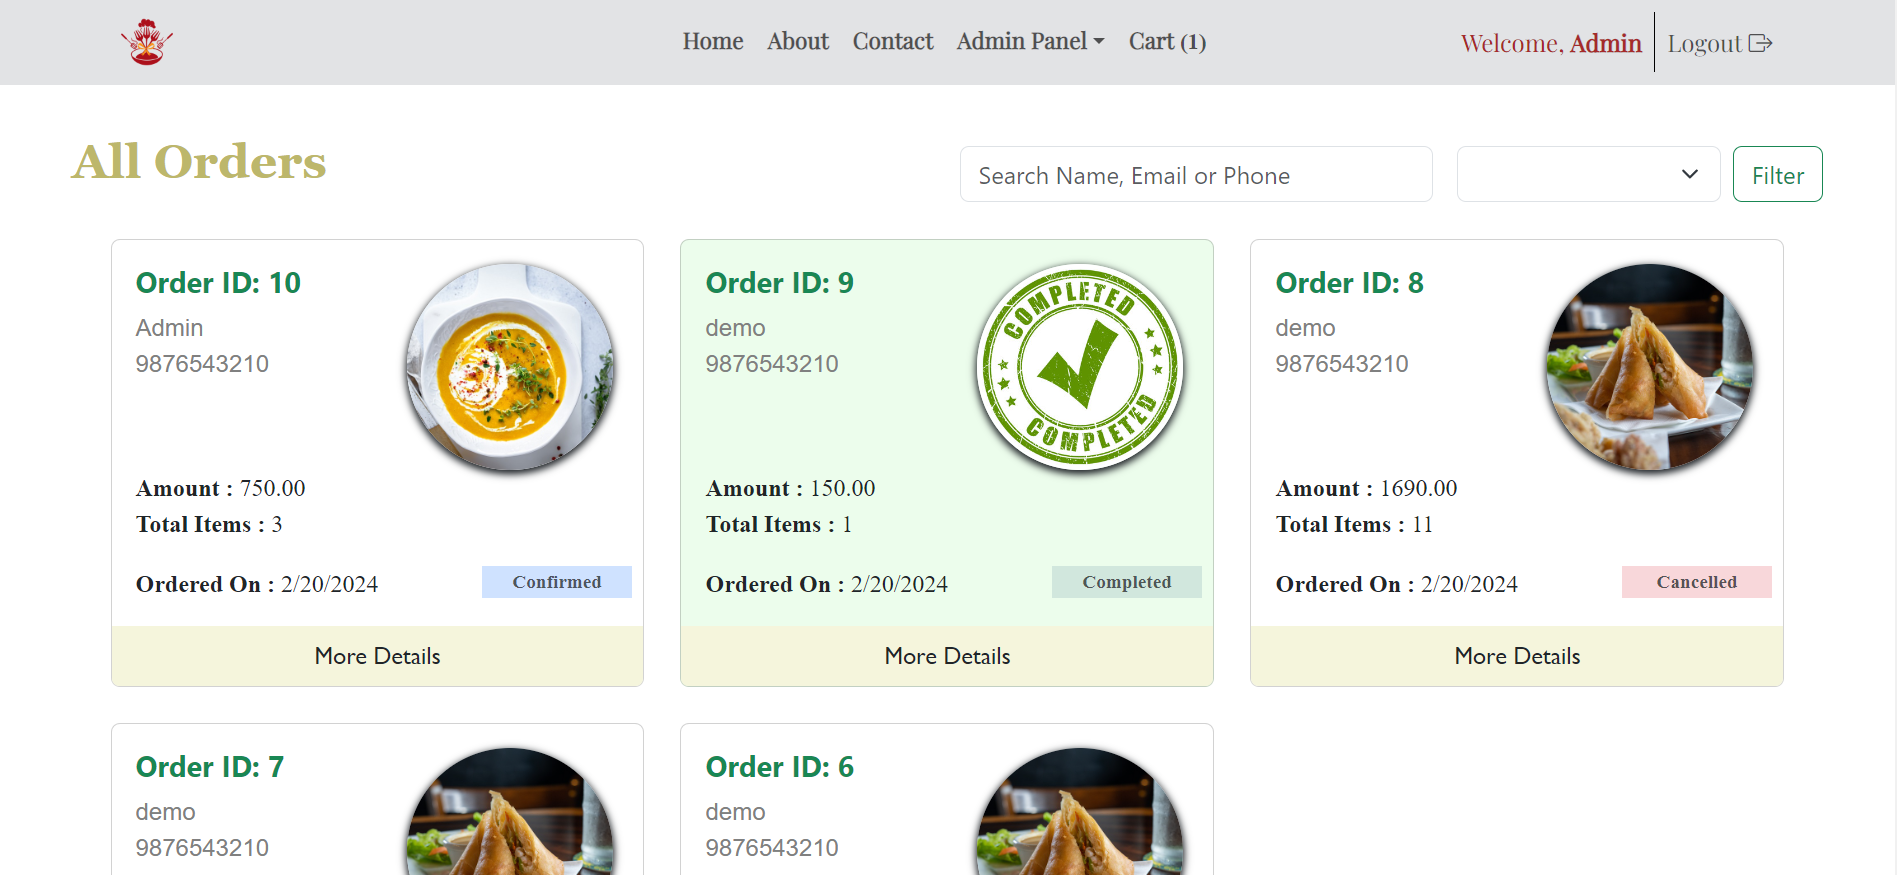 Home About Contact Admin Panel Cart (1)
Welcome, Admin
Logout
All Orders
Search Name, Email or Phone
Filter
Order ID: 10
Admin
9876543210
Amount : 750.00
Total Items : 3
Ordered On : 2/20/2024
Confirmed
More Details
Order ID: 9
demo
9876543210
COMPLETED
COMPLETED
Amount : 150.00
Total Items : 1
Ordered On : 2/20/2024
Completed
More Details
Order ID: 8
demo
9876543210
Amount : 1690.00
Total Items : 11
Ordered On : 2/20/2024
Cancelled
More Details
Order ID: 7
demo
9876543210
Order ID: 6
demo
9876543210